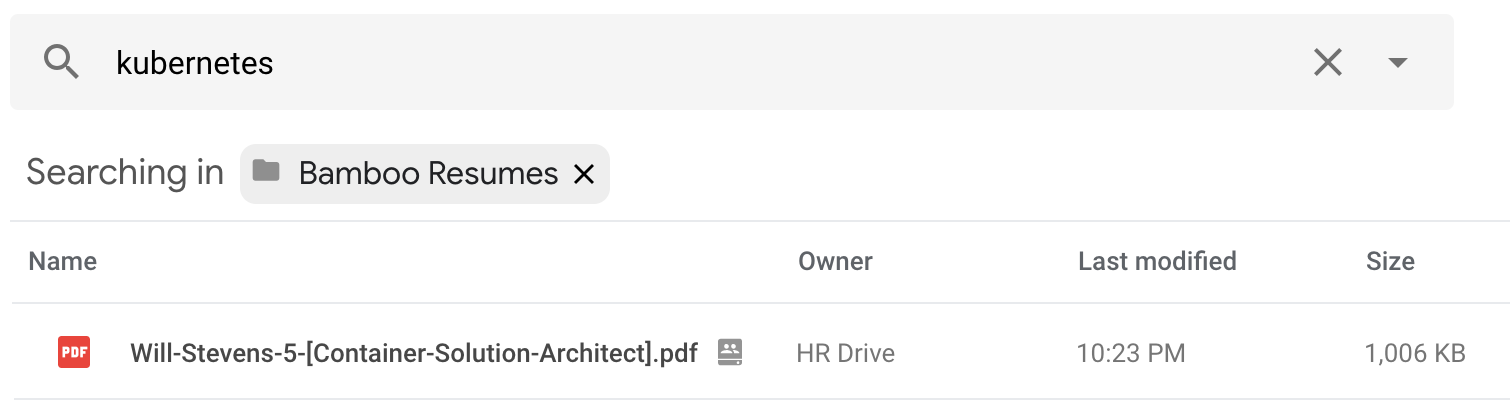 kubernetes
Searching in Bamboo Resumes
Name Owner Last modified Size
PDF Will-Stevens-5-[Container-Solution-Architect].pdf HR Drive 10:23 PM 1,006 KB